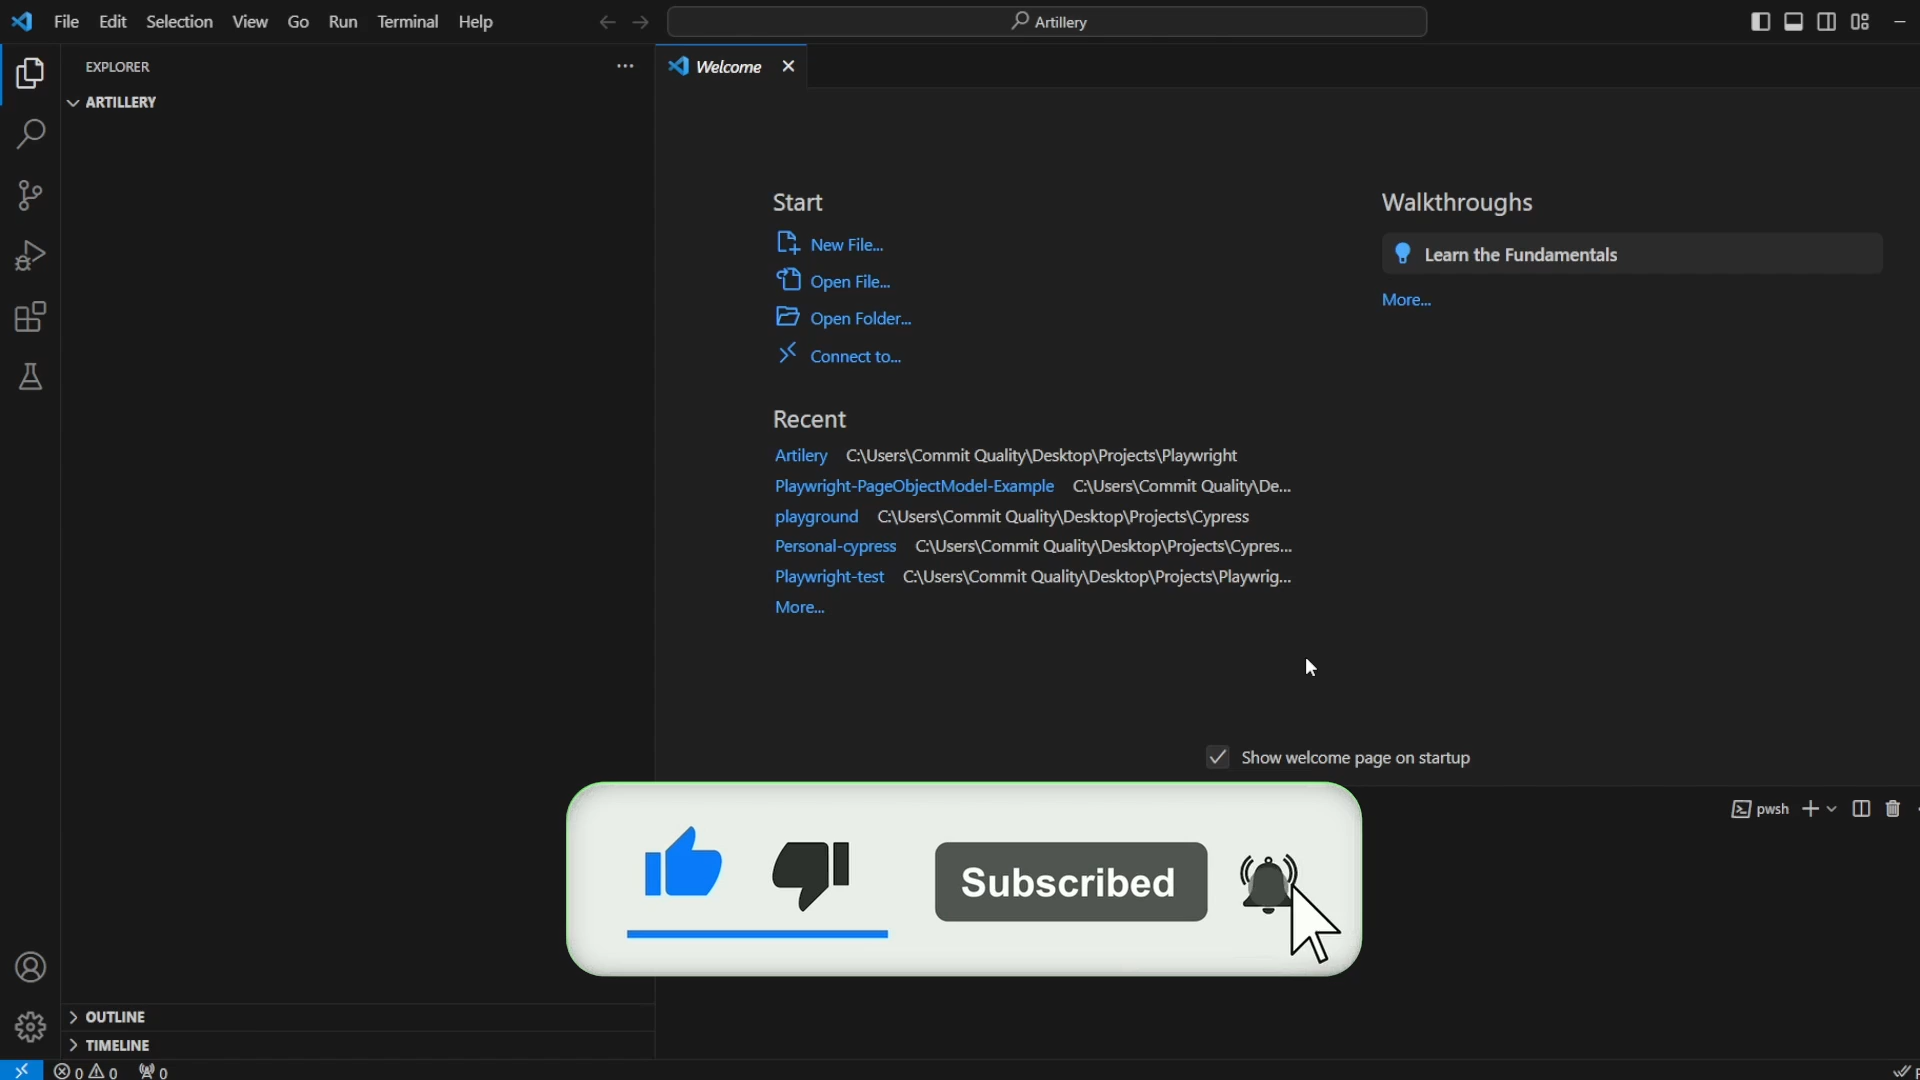 File Edit Selection View Go Run Terminal Help
Artillery
EXPLORER
ARTILLERY
Welcome
Start
New File...
Open File...
Open Folder...
Connect to...
Walkthroughs
Learn the Fundamentals
More...
Recent
Artilery C:\Users\Commit Quality\Desktop\Projects\Playwright
Playwright-PageObjectModel-Example C:\Users\Commit Quality\De...
playground C:\Users\Commit Quality\Desktop\Projects\Cypress
Personal-cypress C:\Users\Commit Quality\Desktop\Projects\Cypres...
Playwright-test C:\Users\Commit Quality\Desktop\Projects\Playwrig...
More...
Show welcome page on startup
pwsh
Subscribed
OUTLINE
TIMELINE
0 0 0